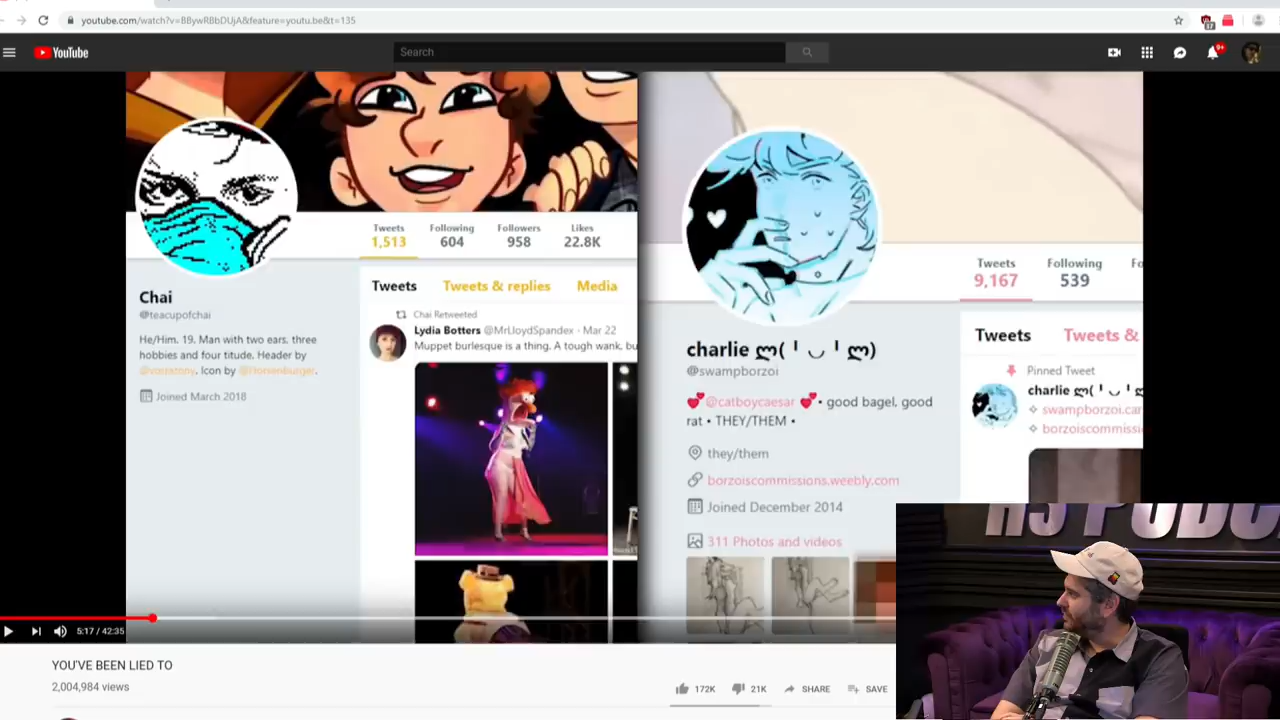 youtube.com/watch?v=8BywRBbDUjA&feature=youtu.be&t=135
YouTube
Search
9+
Tweets Following Followers Likes
1,513 604 958 22.8K
Chai
@teacupofchai
He/Him. 19. Man with two ears, three
hobbies and four titude. Header by
. Icon by
Joined March 2018
Tweets Tweets & replies Media
Chai Retweeted
Lydia Botters @MrLloydSpandex · Mar 22
Muppet burlesque is a thing. A tough wank, bu
Tweets Following Fo
9,167 539
charlie ლ( ╹ ◡ ╹ ლ)
@swampborzoi
💕@catboycaesar 💕• good bagel, good
rat • THEY/THEM •
they/them
borzoiscommissions.weebly.com
Joined December 2014
311 Photos and videos
Tweets Tweets &
Pinned Tweet
charlie ლ( ╹ ◡ ╹
swampborzoi.car
borzoiscommissi
5:17 / 42:35
YOU'VE BEEN LIED TO
2,004,984 views
172K 21K SHARE SAVE
H3 PODC